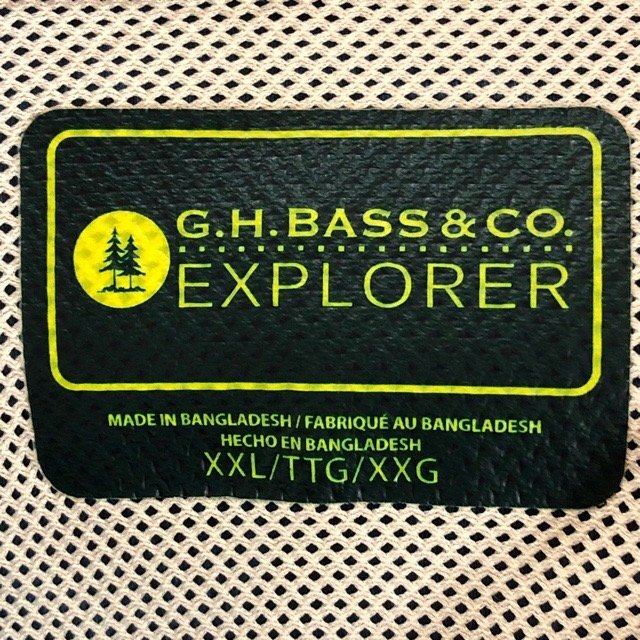 G.H.BASS & CO.
EXPLORER
MADE IN BANGLADESH / FABRIQUÉ AU BANGLADESH
HECHO EN BANGLADESH
XXL/TTG/XXG